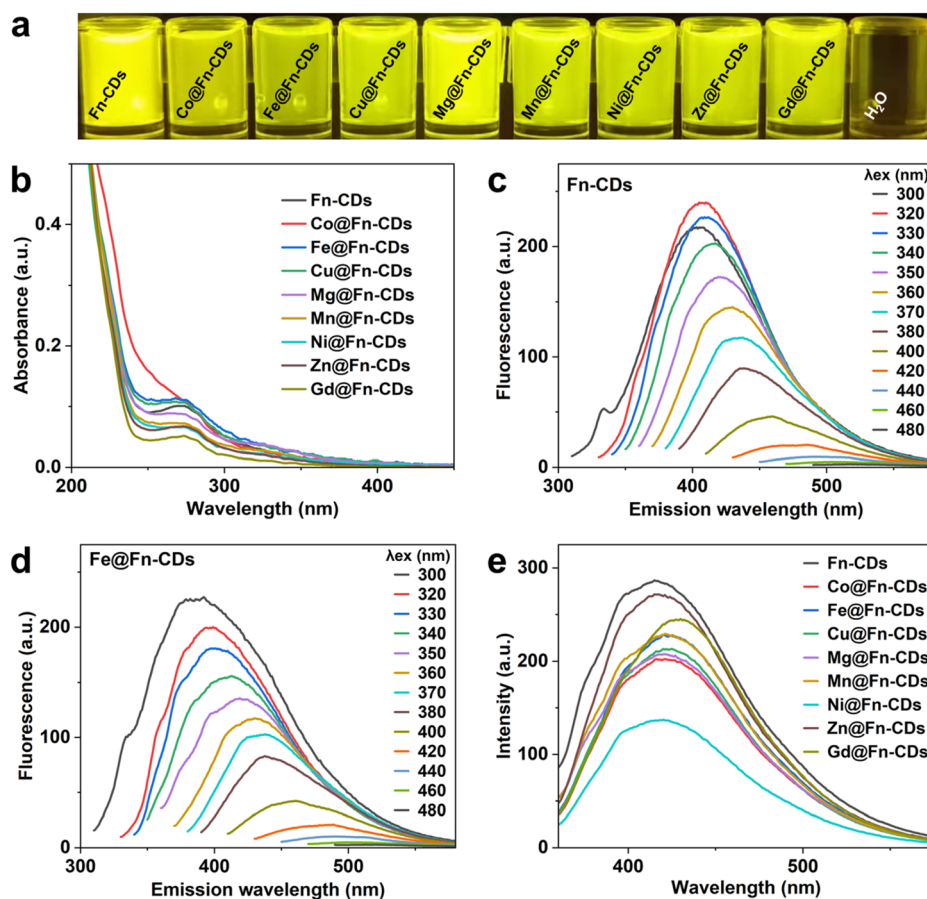 a
Fn-CDs
Co@Fn-CDs
Fe@Fn-CDs
Cu@Fn-CDs
Mg@Fn-CDs
Mn@Fn-CDs
Ni@Fn-CDs
Zn@Fn-CDs
Gd@Fn-CDs
H₂O
b
Absorbance (a.u.)
0.4
0.2
0.0
200
300
400
Wavelength (nm)
Fn-CDs
Co@Fn-CDs
Fe@Fn-CDs
Cu@Fn-CDs
Mg@Fn-CDs
Mn@Fn-CDs
Ni@Fn-CDs
Zn@Fn-CDs
Gd@Fn-CDs
c
Fn-CDs
Fluorescence (a.u.)
200
100
0
300
400
500
Emission wavelength (nm)
λex (nm)
300
320
330
340
350
360
370
380
400
420
440
460
480
d
Fe@Fn-CDs
Fluorescence (a.u.)
200
100
0
300
400
500
Emission wavelength (nm)
λex (nm)
300
320
330
340
350
360
370
380
400
420
440
460
480
e
Intensity (a.u.)
300
200
100
0
400
500
Wavelength (nm)
Fn-CDs
Co@Fn-CDs
Fe@Fn-CDs
Cu@Fn-CDs
Mg@Fn-CDs
Mn@Fn-CDs
Ni@Fn-CDs
Zn@Fn-CDs
Gd@Fn-CDs